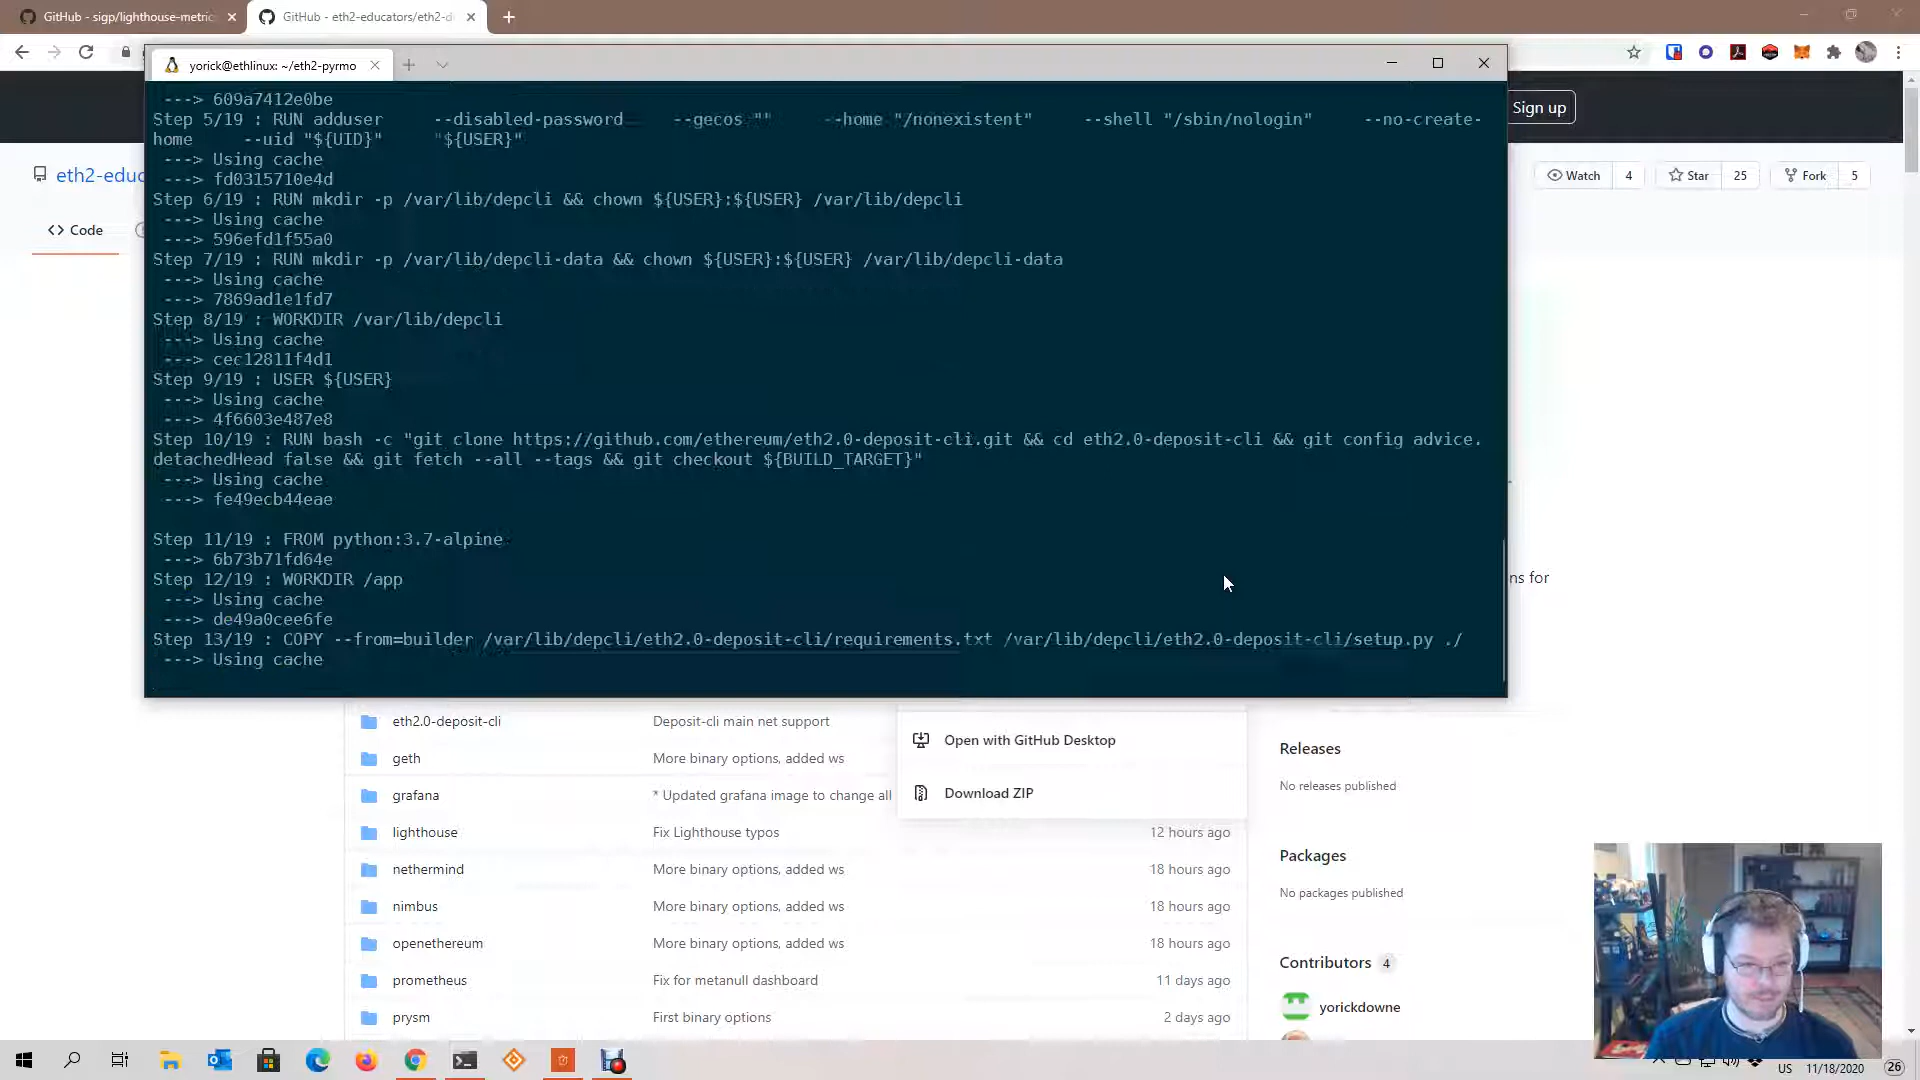 GitHub - sigp/lighthouse-metric
GitHub - eth2-educators/eth2-d
yorick@ethlinux: ~/eth2-pyrmo
---> 609a7412e0be
Step 5/19 : RUN adduser     --disabled-password     --gecos ""     --home "/nonexistent"     --shell "/sbin/nologin"     --no-create-
home     --uid "${UID}"     "${USER}"
---> Using cache
---> fd0315710e4d
Step 6/19 : RUN mkdir -p /var/lib/depcli && chown ${USER}:${USER} /var/lib/depcli
---> Using cache
---> 596efd1f55a0
Step 7/19 : RUN mkdir -p /var/lib/depcli-data && chown ${USER}:${USER} /var/lib/depcli-data
---> Using cache
---> 7869ad1e1fd7
Step 8/19 : WORKDIR /var/lib/depcli
---> Using cache
---> cec12811f4d1
Step 9/19 : USER ${USER}
---> Using cache
---> 4f6603e487e8
Step 10/19 : RUN bash -c "git clone https://github.com/ethereum/eth2.0-deposit-cli.git && cd eth2.0-deposit-cli && git config advice.
detachedHead false && git fetch --all --tags && git checkout ${BUILD_TARGET}"
---> Using cache
---> fe49ecb44eae
Step 11/19 : FROM python:3.7-alpine
---> 6b73b71fd64e
Step 12/19 : WORKDIR /app
---> Using cache
---> de49a0cee6fe
Step 13/19 : COPY --from=builder /var/lib/depcli/eth2.0-deposit-cli/requirements.txt /var/lib/depcli/eth2.0-deposit-cli/setup.py ./
---> Using cache
Sign up
eth2-educ
Watch 4 Star 25 Fork 5
Code
ns for
eth2.0-deposit-cli Deposit-cli main net support
Open with GitHub Desktop
geth More binary options, added ws
Download ZIP
grafana * Updated grafana image to change all
lighthouse Fix Lighthouse typos 12 hours ago
nethermind More binary options, added ws 18 hours ago
nimbus More binary options, added ws 18 hours ago
openethereum More binary options, added ws 18 hours ago
prometheus Fix for metanull dashboard 11 days ago
prysm First binary options 2 days ago
Releases
No releases published
Packages
No packages published
Contributors 4
yorickdowne
US 11/18/2020 26